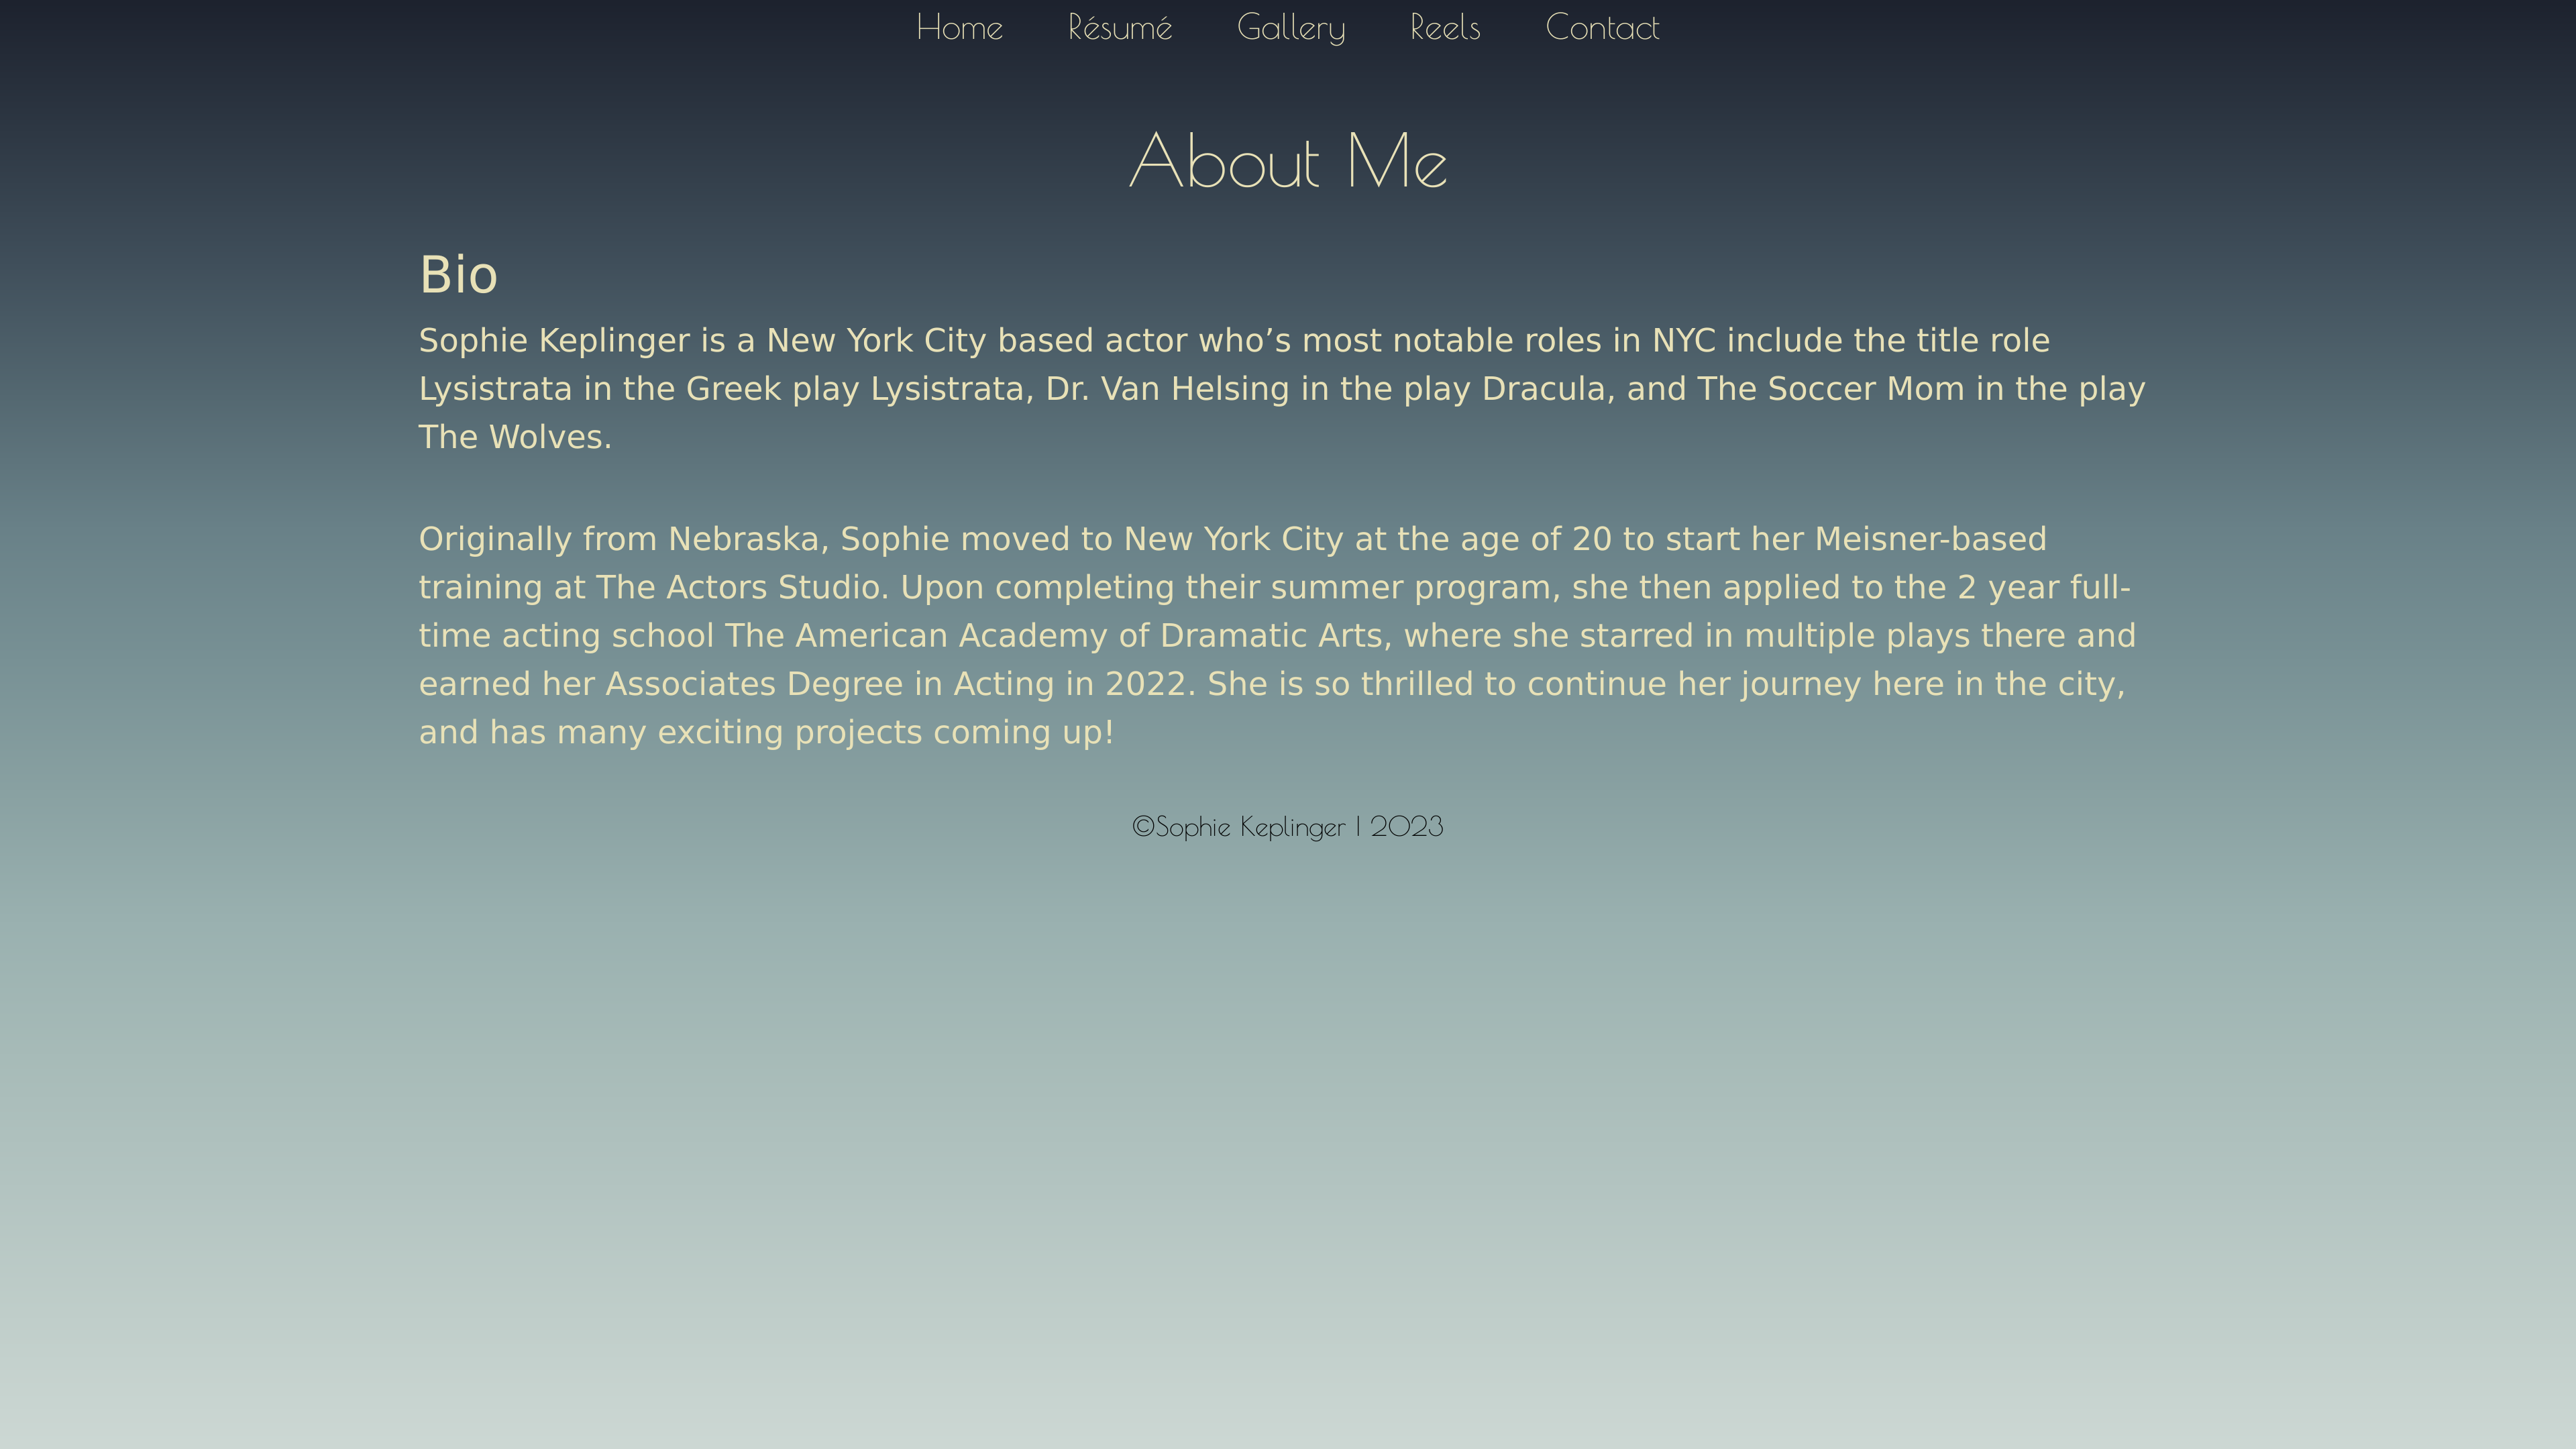 Home Résumé Gallery Reels Contact
About Me
Bio
Sophie Keplinger is a New York City based actor who’s most notable roles in NYC include the title role
Lysistrata in the Greek play Lysistrata, Dr. Van Helsing in the play Dracula, and The Soccer Mom in the play
The Wolves.
Originally from Nebraska, Sophie moved to New York City at the age of 20 to start her Meisner-based
training at The Actors Studio. Upon completing their summer program, she then applied to the 2 year full-
time acting school The American Academy of Dramatic Arts, where she starred in multiple plays there and
earned her Associates Degree in Acting in 2022. She is so thrilled to continue her journey here in the city,
and has many exciting projects coming up!
©Sophie Keplinger | 2023